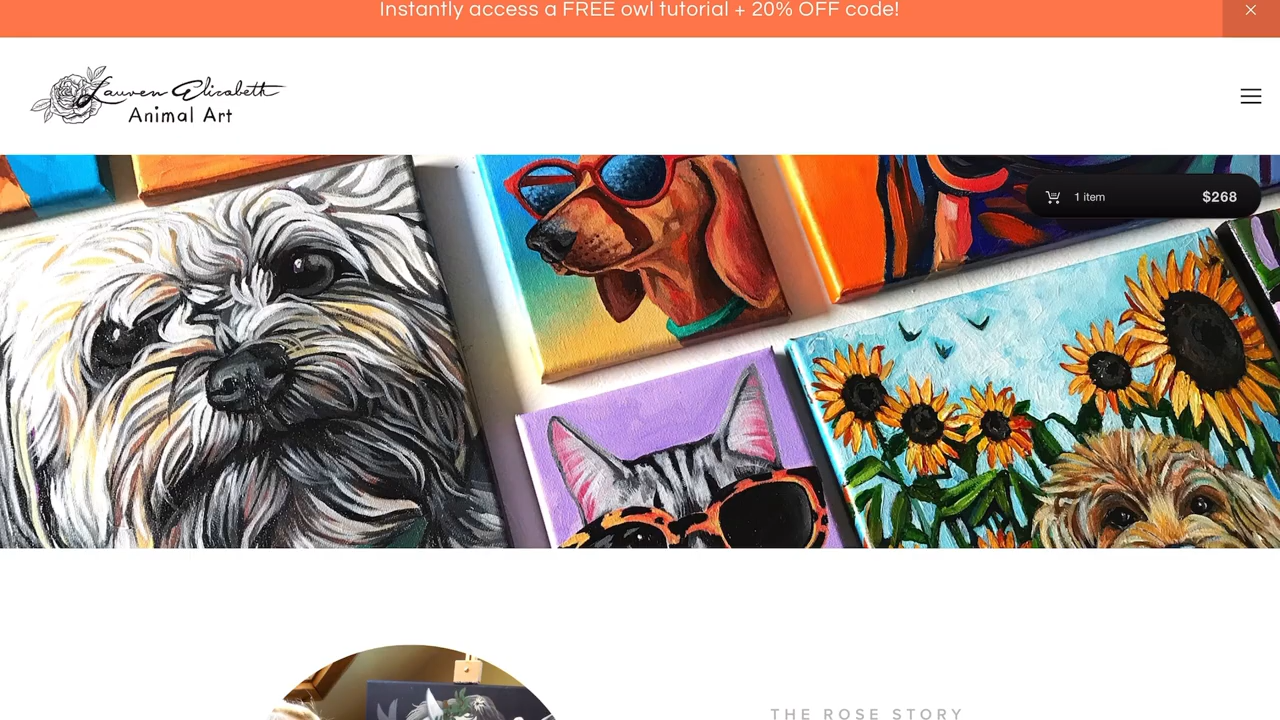 Instantly access a FREE owl tutorial + 20% OFF code!
Lauren Elizabeth
Animal Art
1 item
$268
THE ROSE STORY